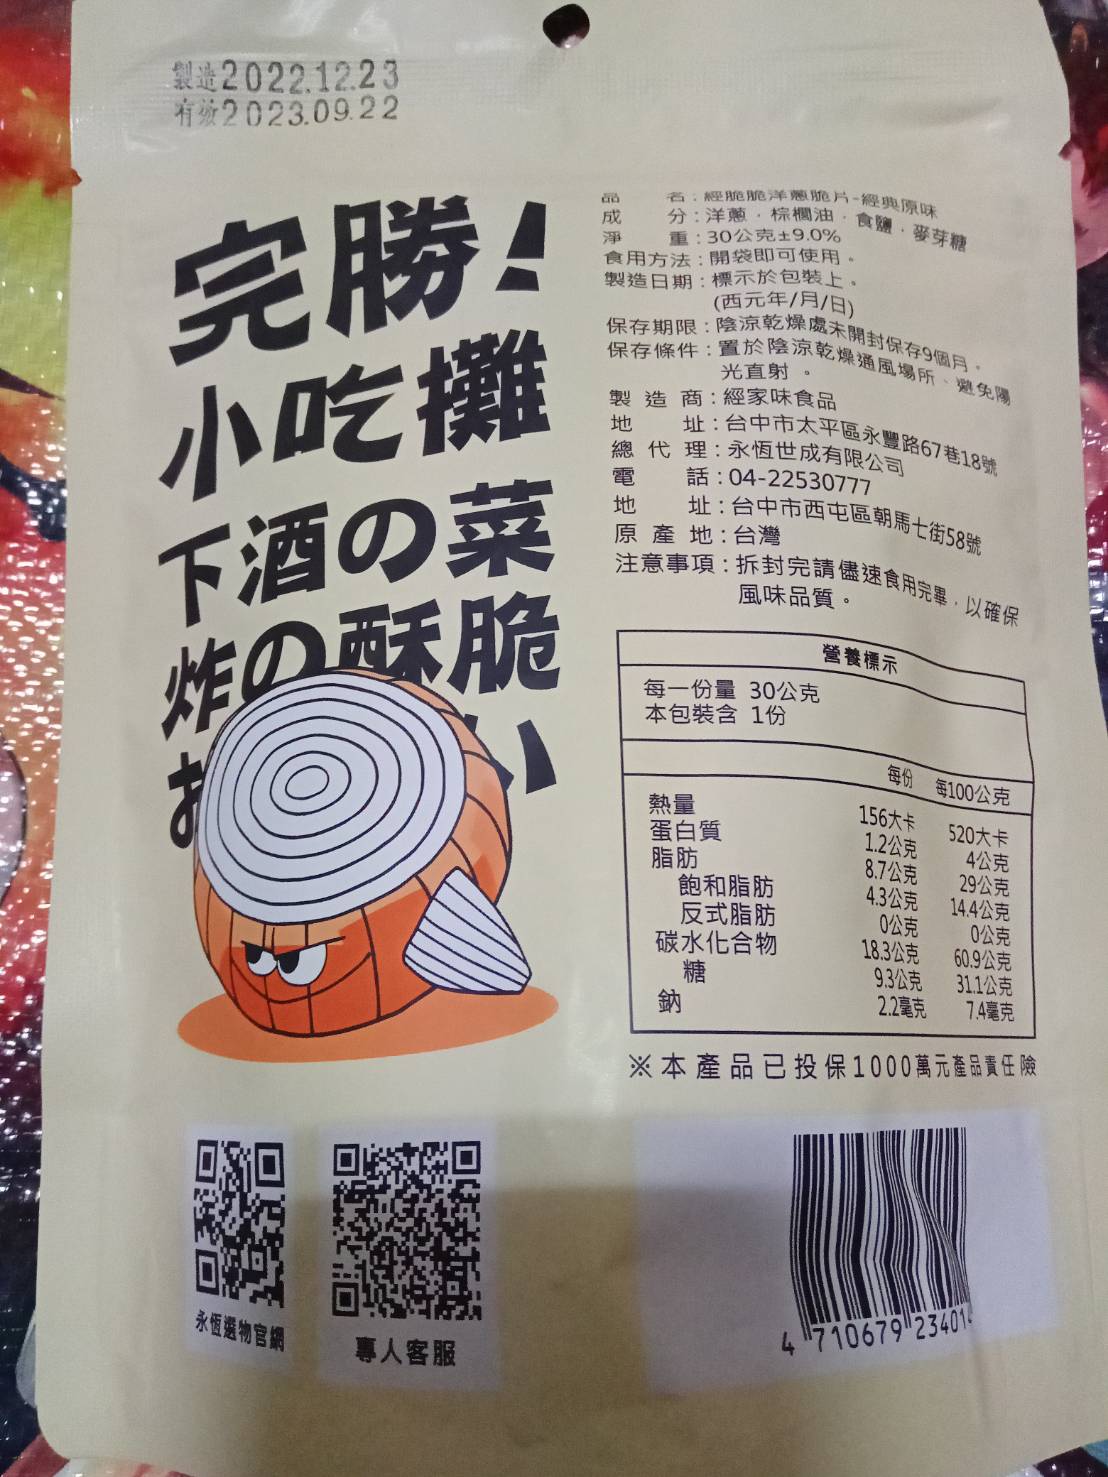 製造2022.12.23
有效2023.09.22
完勝！
小吃攤
下酒の菜
炸の酥脆
い
品 名：經脆脆洋蔥脆片-經典原味
成 分：洋蔥．棕櫚油．食鹽．麥芽糖
淨 重：30公克±9.0%
食用方法：開袋即可使用。
製造日期：標示於包裝上。
(西元年/月/日)
保存期限：陰涼乾燥處未開封保存9個月。
保存條件：置於陰涼乾燥通風場所、避免陽
光直射。
製造商：經家味食品
地 址：台中市太平區永豐路67巷18號
總代理：永恆世成有限公司
電 話：04-22530777
地 址：台中市西屯區朝馬七街58號
原產地：台灣
注意事項：拆封完請儘速食用完畢，以確保
風味品質。
營養標示
每一份量 30公克
本包裝含 1份
每份 每100公克
熱量 156大卡 520大卡
蛋白質 1.2公克 4公克
脂肪 8.7公克 29公克
飽和脂肪 4.3公克 14.4公克
反式脂肪 0公克 0公克
碳水化合物 18.3公克 60.9公克
糖 9.3公克 31.1公克
鈉 2.2毫克 7.4毫克
※本產品已投保1000萬元產品責任險
永恆選物官網
專人客服
4 710679 234014